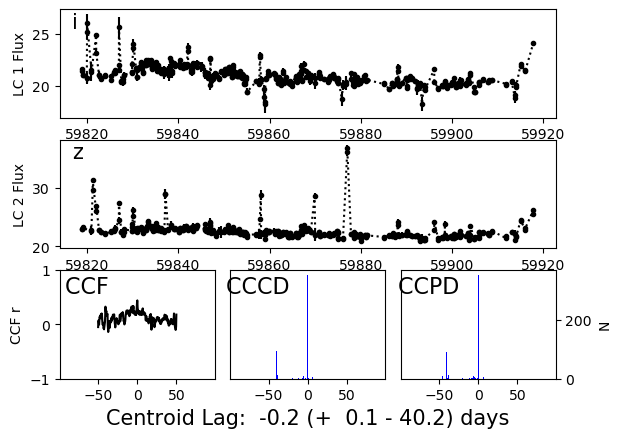 i
LC 1 Flux
25
20
59820 59840 59860 59880 59900 59920
z
LC 2 Flux
30
20
59820 59840 59860 59880 59900 59920
CCF CCCD CCPD
CCF r
1
0
−1
200
0
N
−50 0 50 −50 0 50 −50 0 50
Centroid Lag: -0.2 (+ 0.1 - 40.2) days